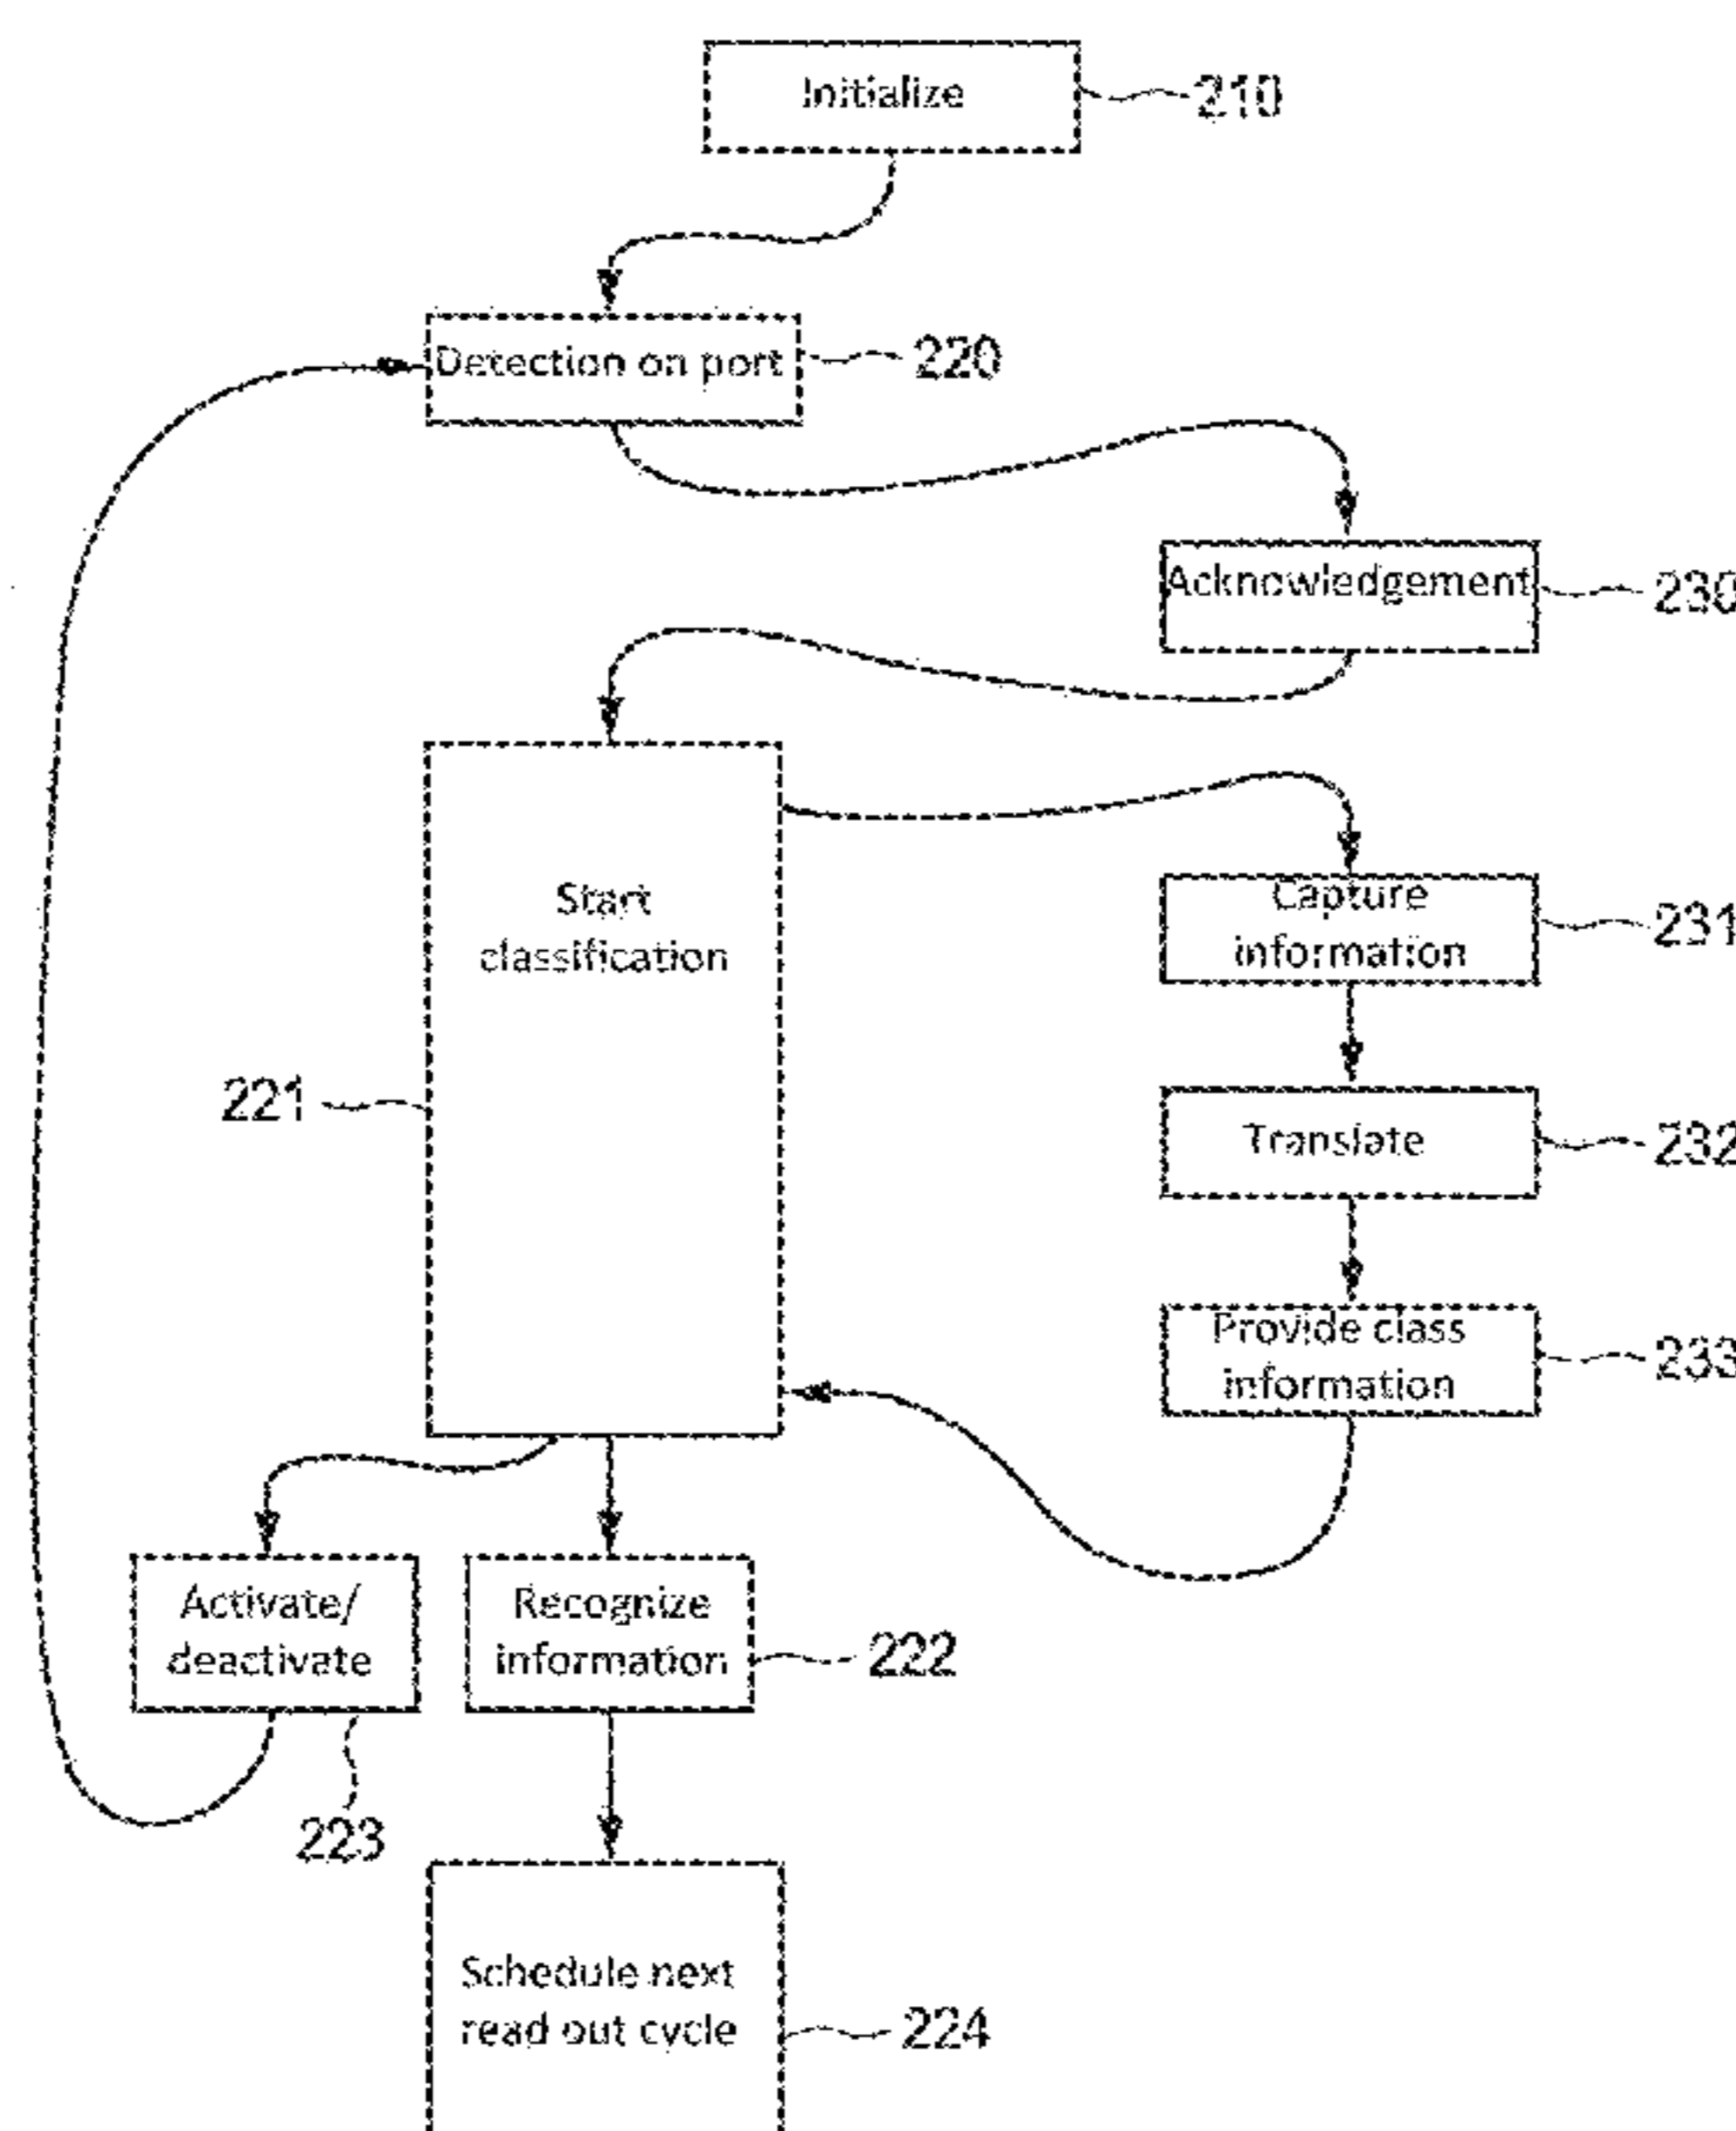 Initialize
210
Detection on port
220
Acknowledgement
230
Start
classification
221
Capture
information
231
Translate
232
Provide class
information
233
Activate/
deactivate
223
Recognize
information
222
Schedule next
read out cycle
224